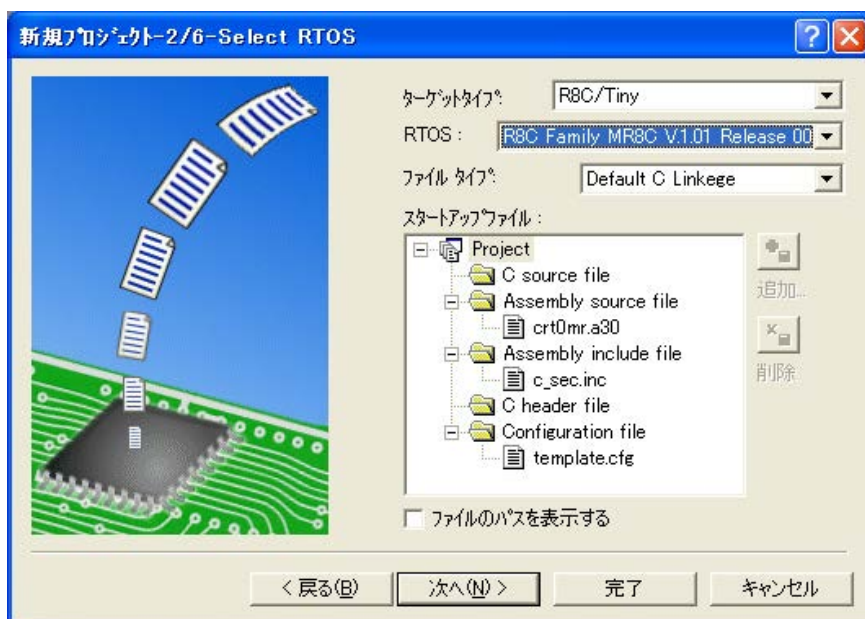 新規ﾌﾟﾛｼﾞｪｸﾄ-2/6-Select RTOS
ﾀｰｹﾞｯﾄﾀｲﾌﾟ:
R8C/Tiny
RTOS :
R8C Family MR8C V.1.01 Release 00
ﾌｧｲﾙ ﾀｲﾌﾟ:
Default C Linkege
ｽﾀｰﾄｱｯﾌﾟﾌｧｲﾙ :
Project
C source file
Assembly source file
crt0mr.a30
Assembly include file
c_sec.inc
C header file
Configuration file
template.cfg
追加...
削除
ﾌｧｲﾙのﾊﾟｽを表示する
< 戻る(B)
次へ(N) >
完了
キャンセル